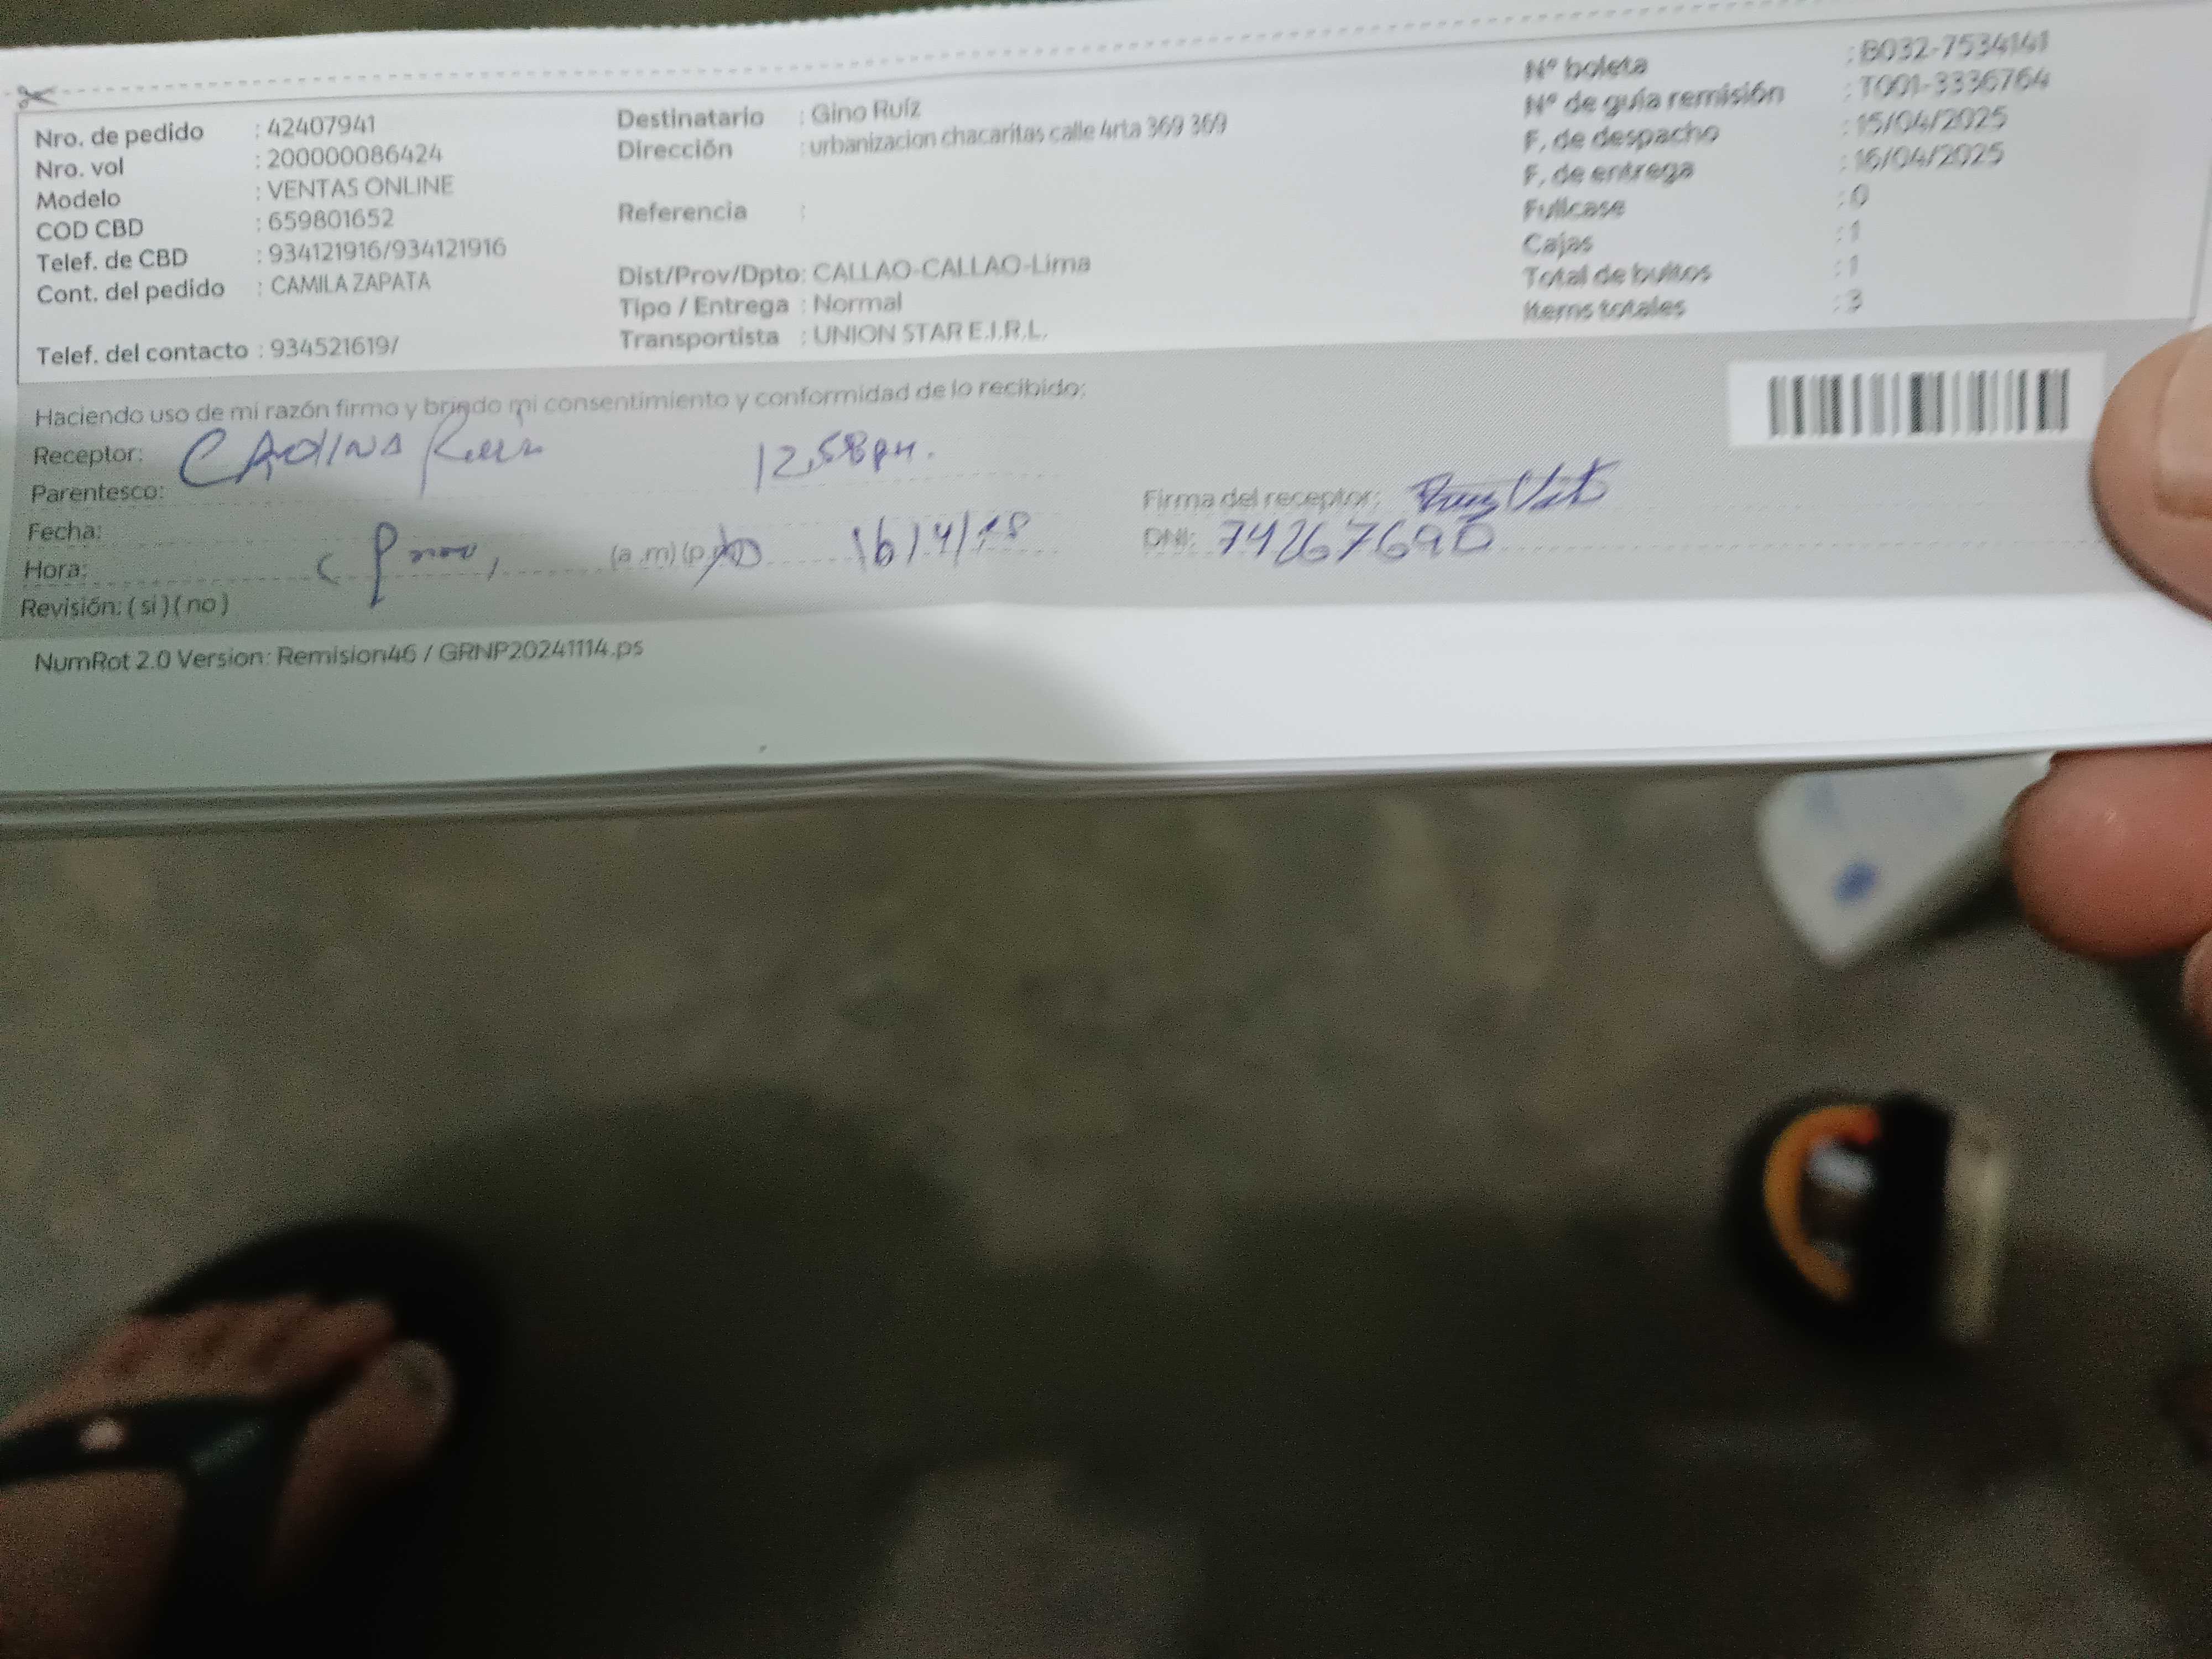 Nro. de pedido : 42407941
Nro. vol : 200000086424
Modelo : VENTAS ONLINE
COD CBD : 659801652
Telef. de CBD : 934121916/934121916
Cont. del pedido : CAMILA ZAPATA
Telef. del contacto : 934521619/
Destinatario : Gino Ruíz
Dirección : urbanizacion chacaritas calle 4rta 369 369
Referencia :
Dist/Prov/Dpto: CALLAO-CALLAO-Lima
Tipo / Entrega : Normal
Transportista : UNION STAR E.I.R.L.
Nº boleta : B032-7534141
Nº de guía remisión : T001-3336764
F. de despacho : 15/04/2025
F. de entrega : 16/04/2025
Fullcase : 0
Cajas : 1
Total de bultos : 1
Items totales : 3
Haciendo uso de mi razón firmo y brindo mi consentimiento y conformidad de lo recibido:
Receptor: 12,58 pm.
Parentesco:
Fecha:
Hora: (a.m) 16/4/
Revisión: ( si ) ( no )
Firma del receptor:
DNI: 74267690
NumRot 2.0 Version: Remision46 / GRNP20241114.ps